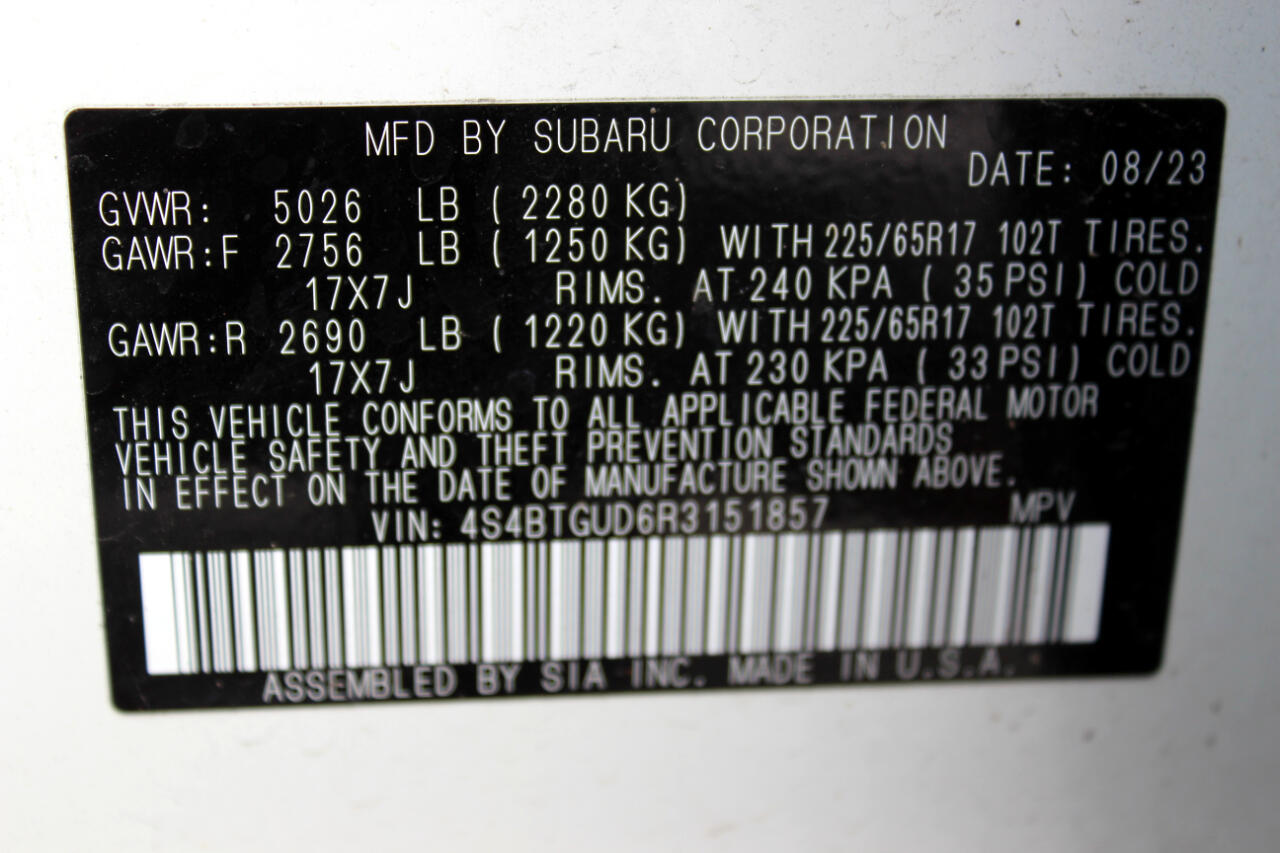 MFD BY SUBARU CORPORATION
DATE: 08/23
GVWR: 5026 LB ( 2280 KG)
GAWR:F 2756 LB ( 1250 KG) WITH 225/65R17 102T TIRES.
17X7J RIMS. AT 240 KPA ( 35 PSI) COLD
GAWR:R 2690 LB ( 1220 KG) WITH 225/65R17 102T TIRES.
17X7J RIMS. AT 230 KPA ( 33 PSI) COLD
THIS VEHICLE CONFORMS TO ALL APPLICABLE FEDERAL MOTOR
VEHICLE SAFETY AND THEFT PREVENTION STANDARDS
IN EFFECT ON THE DATE OF MANUFACTURE SHOWN ABOVE.
VIN: 4S4BTGUD6R3151857 MPV
ASSEMBLED BY SIA INC. MADE IN U.S.A.